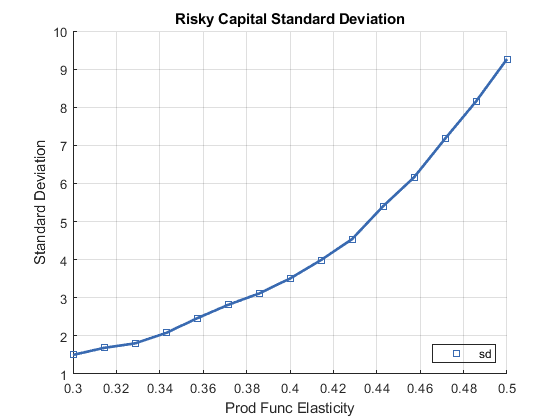 Risky Capital Standard Deviation
10
9
8
7
6
5
4
3
2
1
Standard Deviation
sd
0.3 0.32 0.34 0.36 0.38 0.4 0.42 0.44 0.46 0.48 0.5
Prod Func Elasticity